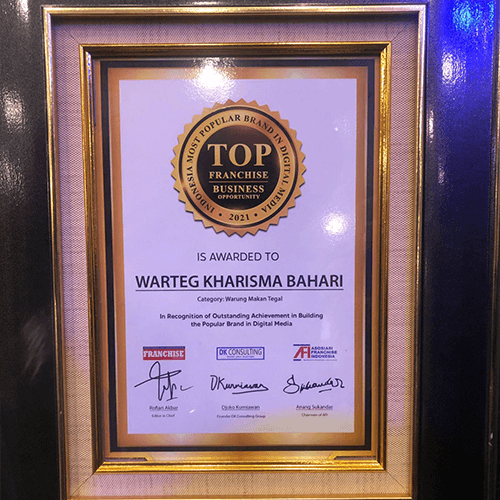 INDONESIA MOST POPULAR BRAND IN DIGITAL MEDIA
TOP
FRANCHISE
BUSINESS
OPPORTUNITY
• 2021 •
IS AWARDED TO
WARTEG KHARISMA BAHARI
Category: Warung Makan Tegal
In Recognition of Outstanding Achievement in Building
the Popular Brand in Digital Media
FRANCHISE
DK CONSULTING
ASOSIASI
FRANCHISE
INDONESIA
Rofian Akbar
Djoko Kurniawan
Anang Sukandar
Editor in Chief
Founder DK Consulting Group
Chairman of AFI